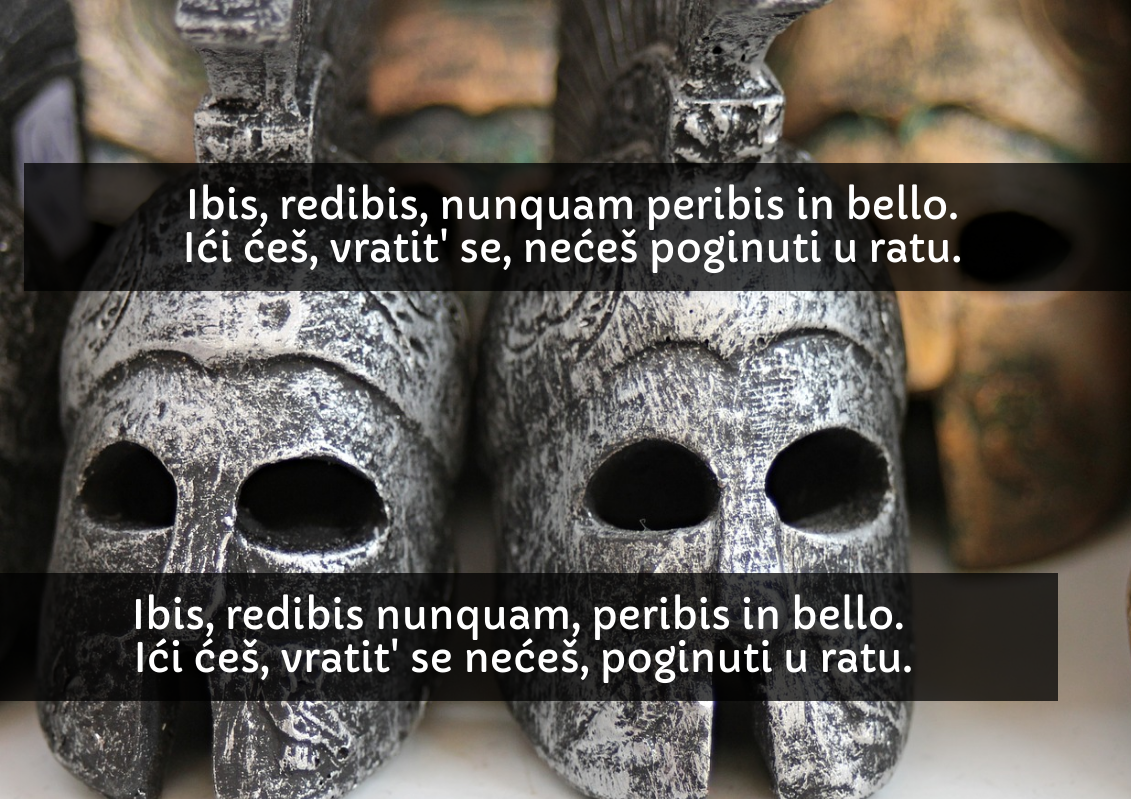 Ibis, redibis, nunquam peribis in bello.
Ići ćeš, vratit' se, nećeš poginuti u ratu.
Ibis, redibis nunquam, peribis in bello.
Ići ćeš, vratit' se nećeš, poginuti u ratu.